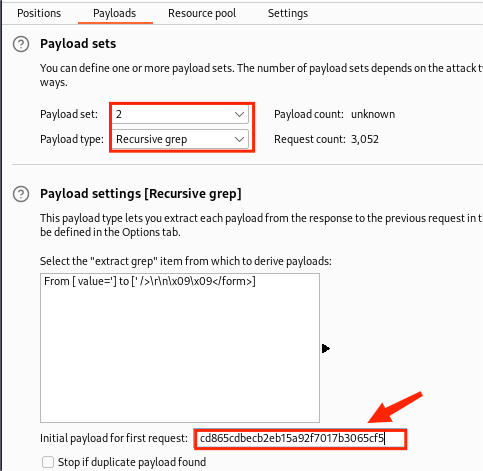 Positions Payloads Resource pool Settings
Payload sets
You can define one or more payload sets. The number of payload sets depends on the attack
ways.
Payload set: 2 Payload count: unknown
Payload type: Recursive grep Request count: 3,052
Payload settings [Recursive grep]
This payload type lets you extract each payload from the response to the previous request in
be defined in the Options tab.
Select the "extract grep" item from which to derive payloads:
From [ value='] to [' />\r\n\x09\x09</form>]
Initial payload for first request: cd865cdbecb2eb15a92f7017b3065cf5
Stop if duplicate payload found